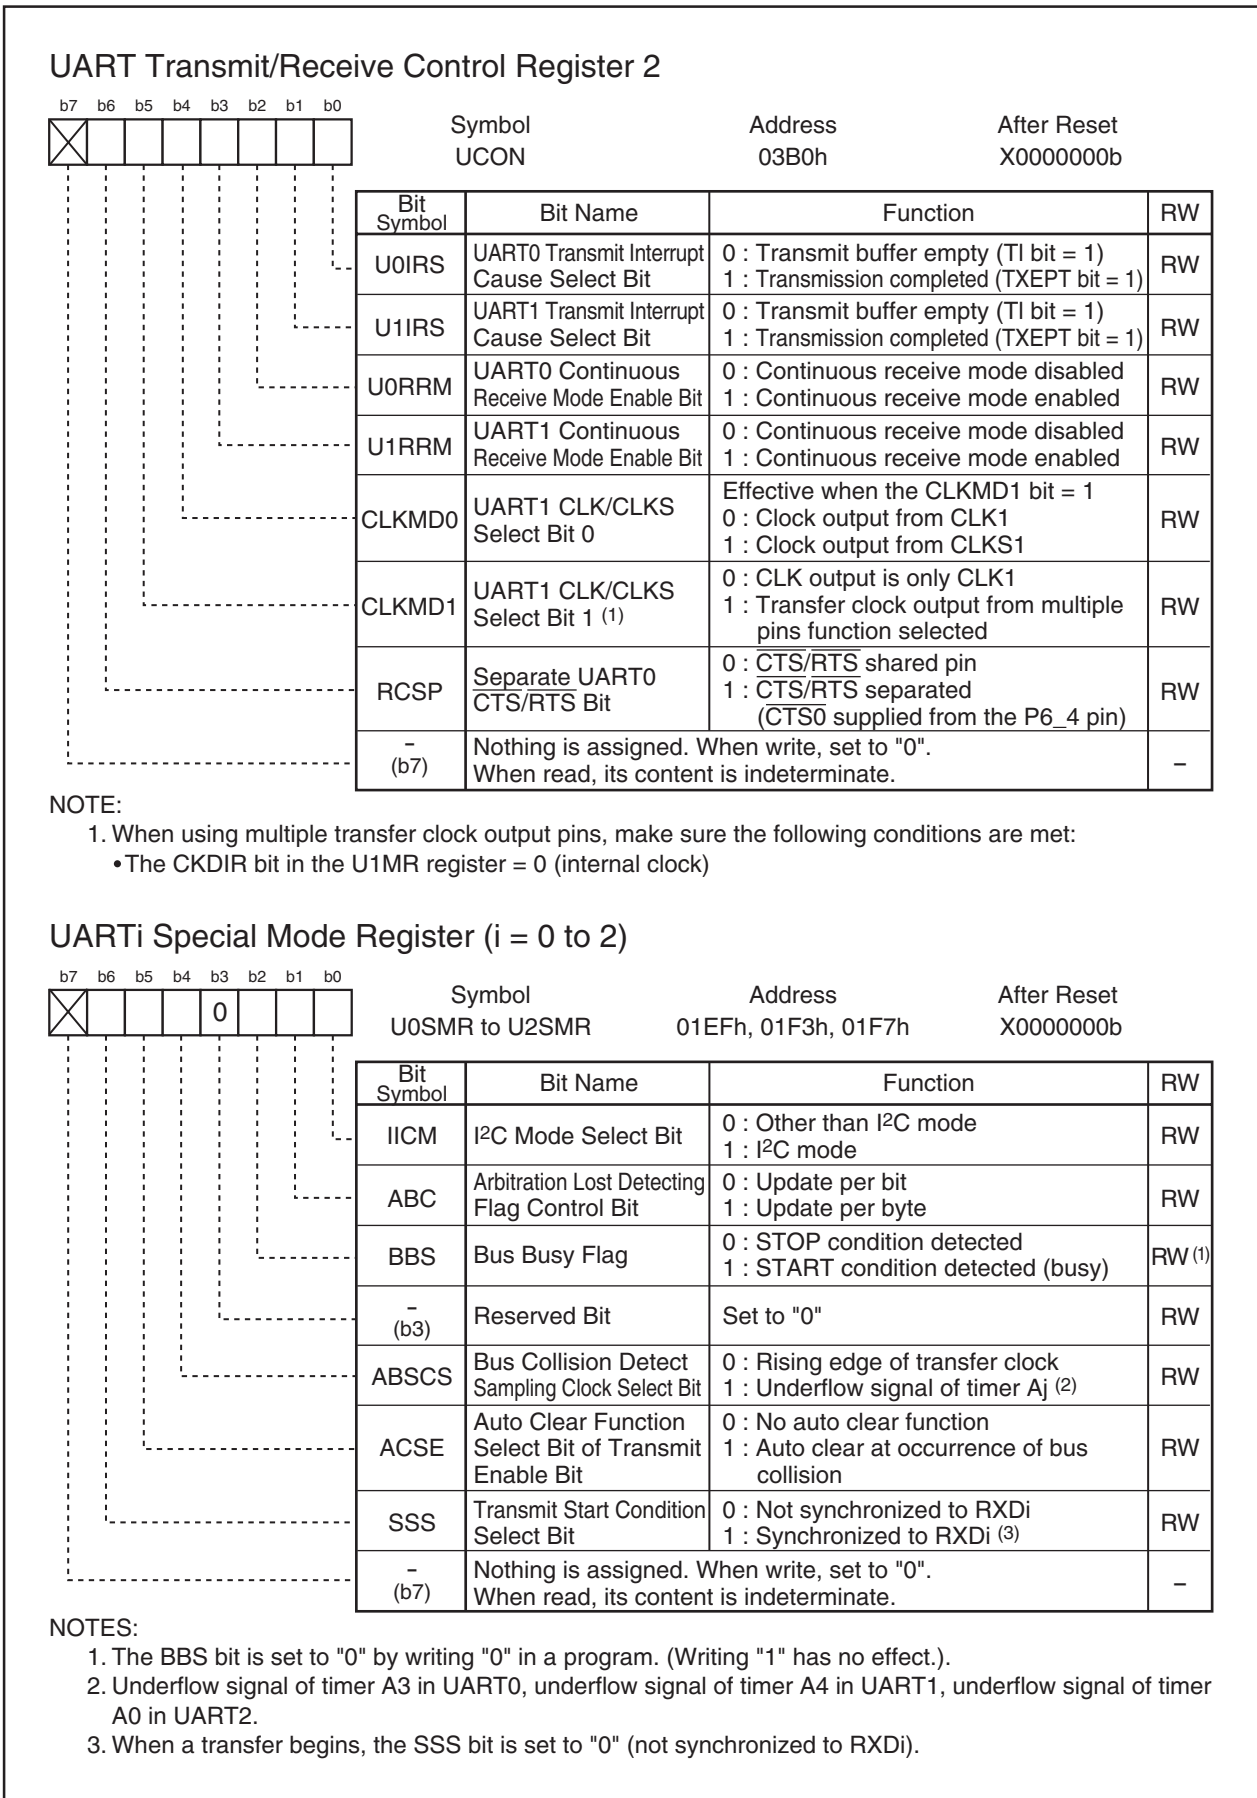 UART Transmit/Receive Control Register 2
b7 b6 b5 b4 b3 b2 b1 b0
Symbol Address After Reset
UCON 03B0h X0000000b
Bit Symbol Bit Name Function RW
U0IRS UART0 Transmit Interrupt Cause Select Bit 0 : Transmit buffer empty (TI bit = 1) RW
1 : Transmission completed (TXEPT bit = 1)
U1IRS UART1 Transmit Interrupt Cause Select Bit 0 : Transmit buffer empty (TI bit = 1) RW
1 : Transmission completed (TXEPT bit = 1)
U0RRM UART0 Continuous Receive Mode Enable Bit 0 : Continuous receive mode disabled RW
1 : Continuous receive mode enabled
U1RRM UART1 Continuous Receive Mode Enable Bit 0 : Continuous receive mode disabled RW
1 : Continuous receive mode enabled
CLKMD0 UART1 CLK/CLKS Select Bit 0 Effective when the CLKMD1 bit = 1 RW
0 : Clock output from CLK1
1 : Clock output from CLKS1
CLKMD1 UART1 CLK/CLKS Select Bit 1 (1) 0 : CLK output is only CLK1 RW
1 : Transfer clock output from multiple
pins function selected
RCSP Separate UART0 CTS/RTS Bit 0 : CTS/RTS shared pin RW
1 : CTS/RTS separated
(CTS0 supplied from the P6_4 pin)
– (b7) Nothing is assigned. When write, set to "0". –
When read, its content is indeterminate.
NOTE:
1. When using multiple transfer clock output pins, make sure the following conditions are met:
•The CKDIR bit in the U1MR register = 0 (internal clock)
UARTi Special Mode Register (i = 0 to 2)
b7 b6 b5 b4 b3 b2 b1 b0
0
Symbol Address After Reset
U0SMR to U2SMR 01EFh, 01F3h, 01F7h X0000000b
Bit Symbol Bit Name Function RW
IICM I2C Mode Select Bit 0 : Other than I2C mode RW
1 : I2C mode
ABC Arbitration Lost Detecting Flag Control Bit 0 : Update per bit RW
1 : Update per byte
BBS Bus Busy Flag 0 : STOP condition detected RW (1)
1 : START condition detected (busy)
– (b3) Reserved Bit Set to "0" RW
ABSCS Bus Collision Detect Sampling Clock Select Bit 0 : Rising edge of transfer clock RW
1 : Underflow signal of timer Aj (2)
ACSE Auto Clear Function Select Bit of Transmit Enable Bit 0 : No auto clear function RW
1 : Auto clear at occurrence of bus
collision
SSS Transmit Start Condition Select Bit 0 : Not synchronized to RXDi RW
1 : Synchronized to RXDi (3)
– (b7) Nothing is assigned. When write, set to "0". –
When read, its content is indeterminate.
NOTES:
1. The BBS bit is set to "0" by writing "0" in a program. (Writing "1" has no effect.).
2. Underflow signal of timer A3 in UART0, underflow signal of timer A4 in UART1, underflow signal of timer
A0 in UART2.
3. When a transfer begins, the SSS bit is set to "0" (not synchronized to RXDi).